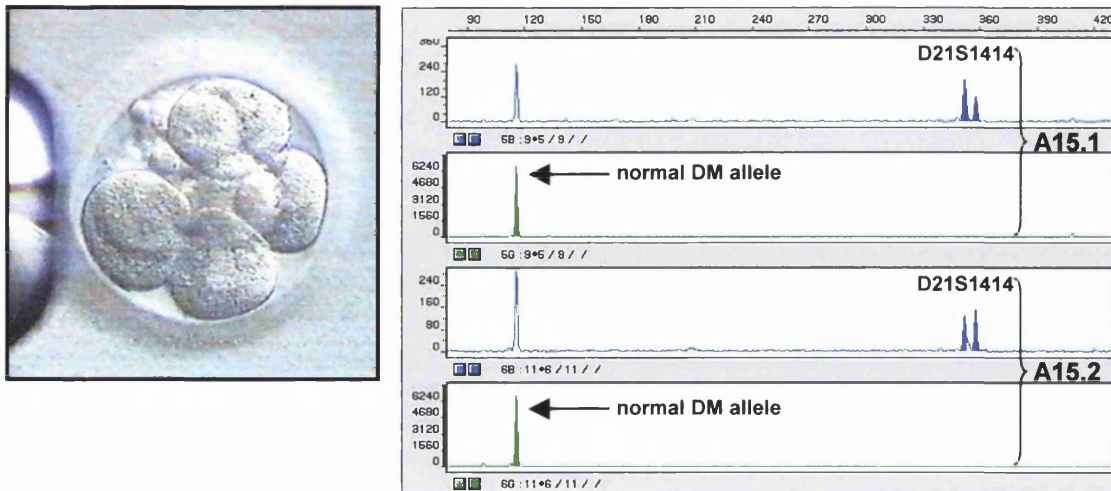 90 120 150 180 210 240 270 300 330 360 390 420
D21S1414
360
240
120
0
5B : 9•5 / 9 / /
A15.1
6240
4680
3120
1560
0
normal DM allele
5G : 9•5 / 9 / /
D21S1414
240
160
80
0
6B : 11•6 / 11 / /
A15.2
6240
4680
3120
1560
0
normal DM allele
6G : 11•6 / 11 / /